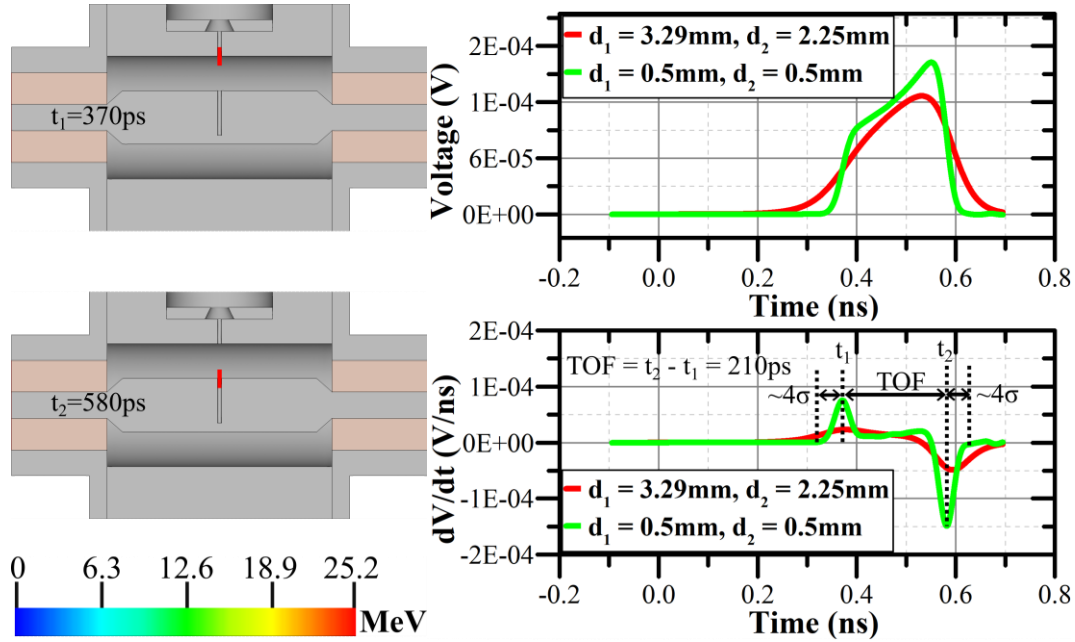 t₁=370ps
t₂=580ps
0 6.3 12.6 18.9 25.2
MeV
Voltage (V)
2E-04
1E-04
6E-05
0E+00
d₁ = 3.29mm, d₂ = 2.25mm
d₁ = 0.5mm, d₂ = 0.5mm
-0.2 0.0 0.2 0.4 0.6 0.8
Time (ns)
dV/dt (V/ns)
2E-04
1E-04
0E+00
-1E-04
-2E-04
t₁ t₂
TOF = t₂ - t₁ = 210ps
TOF
~4σ ~4σ
d₁ = 3.29mm, d₂ = 2.25mm
d₁ = 0.5mm, d₂ = 0.5mm
-0.2 0.0 0.2 0.4 0.6 0.8
Time (ns)